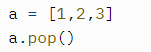 a = [1,2,3]
a.pop()